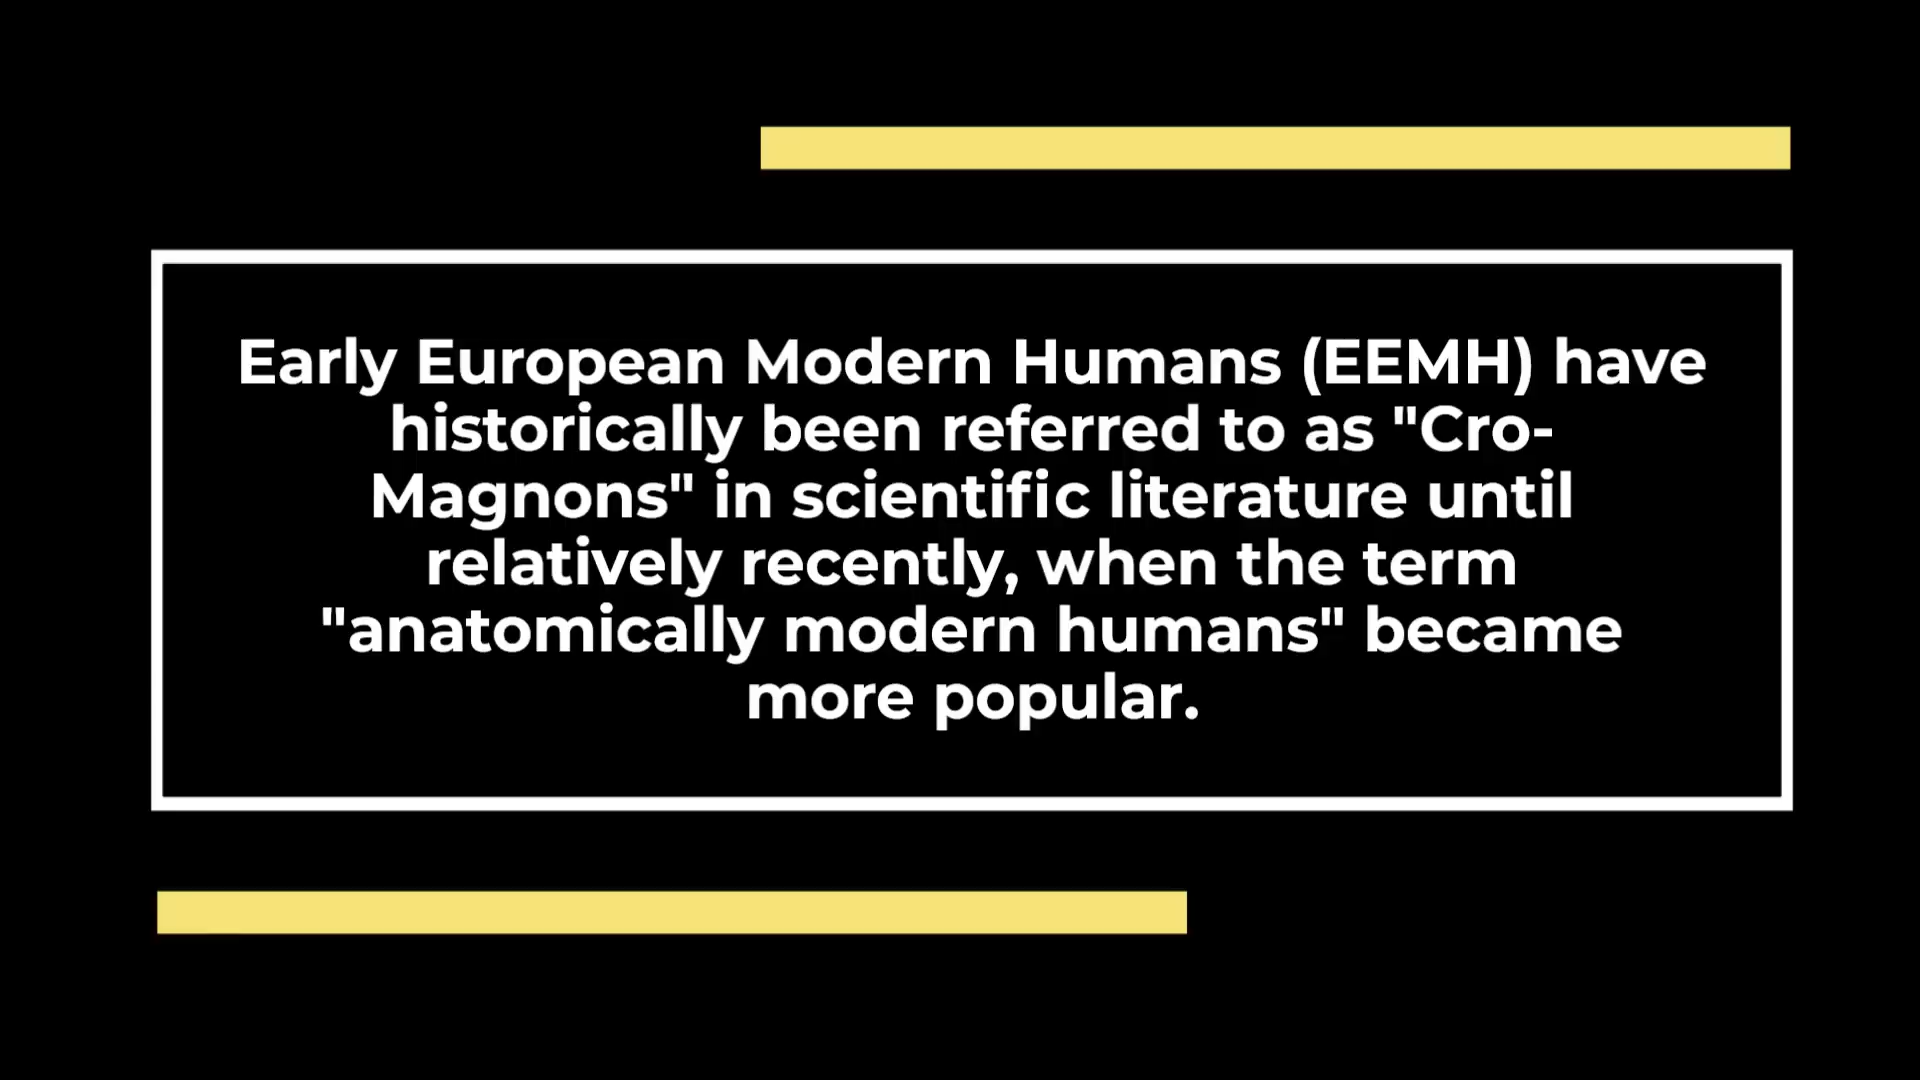 Early European Modern Humans (EEMH) have
historically been referred to as "Cro-
Magnons" in scientific literature until
relatively recently, when the term
"anatomically modern humans" became
more popular.